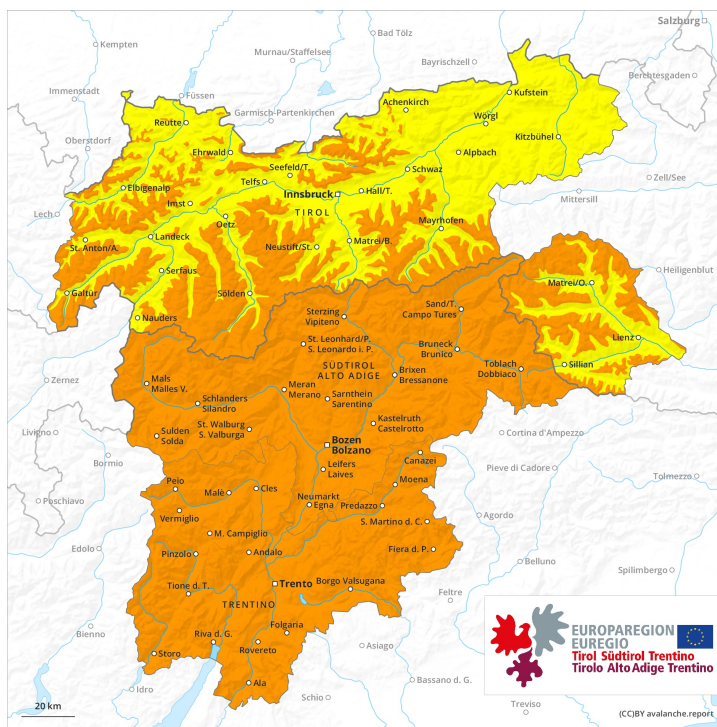 Salzburg
Kempten
Bad Tölz
Murnau/Staffelsee
Bayrischzell
Berchtesgaden
Immenstadt
Füssen
Garmisch-Partenkirchen
Achenkirch
Kufstein
Reutte
Wörgl
Oberstdorf
Ehrwald
Kitzbühel
Alpbach
Seefeld/T.
Schwaz
Telfs
Zell/See
Elbigenalp
Innsbruck
Hall/T.
Mittersill
Imst
TIROL
Lech
Oetz
Mayrhofen
St. Anton/A.
Landeck
Neustift/St.
Matrei/B.
Serfaus
Heiligenblut
Galtür
Sölden
Matrei/O.
Nauders
Sterzing
Vipiteno
Sand/T.
Campo Tures
St. Leonhard/P.
S. Leonardo i. P.
Lienz
Bruneck
Brunico
Sillian
SÜDTIROL
ALTO ADIGE
Toblach
Dobbiaco
Brixen
Bressanone
Zernez
Mals
Malles V.
Meran
Merano
Sarnthein
Sarentino
Schlanders
Silandro
Kastelruth
Castelrotto
St. Walburg
S. Valburga
Livigno
Sulden
Solda
Cortina d'Ampezzo
Bozen
Bolzano
Bormio
Canazei
Pieve di Cadore
Leifers
Laives
Tolmezzo
Peio
Moena
Poschiavo
Malè
Cles
Neumarkt
Egna
Predazzo
Vermiglio
Agordo
S. Martino d. C.
M. Campiglio
Edolo
Pinzolo
Andalo
Fiera d. P.
Belluno
Spilimbergo
Tione d. T.
Trento
Borgo Valsugana
Feltre
TRENTINO
Folgaria
Bienno
Riva d. G.
Rovereto
Storo
Asiago
Ala
Bassano d. G.
Idro
Schio
Treviso
EUROPAREGION
EUREGIO
Tirol Südtirol Trentino
Tirolo Alto Adige Trentino
20 km
(CC)BY avalanche.report